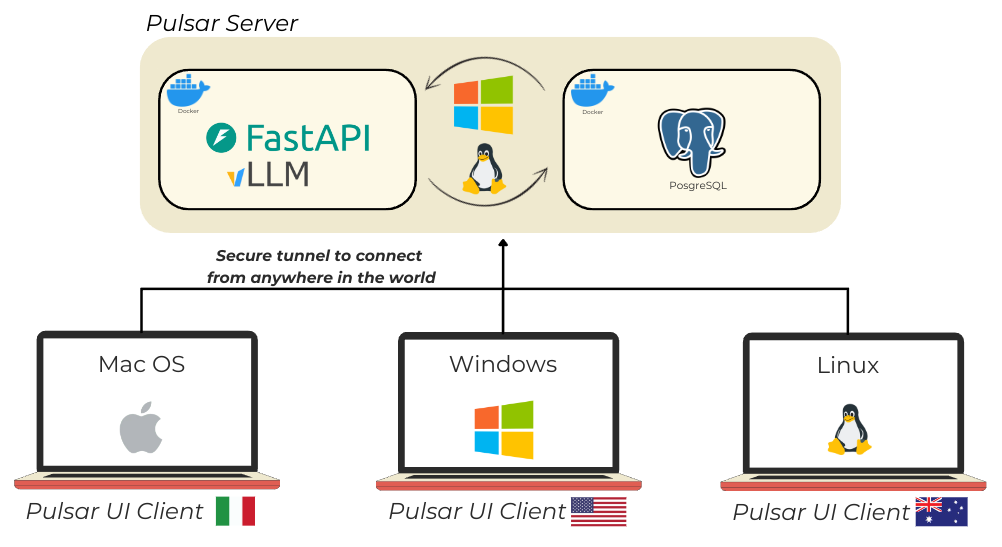 Pulsar Server
Docker
FastAPI
vLLM
Docker
PosgreSQL
Secure tunnel to connect
from anywhere in the world
Mac OS
Windows
Linux
Pulsar UI Client
Pulsar UI Client
Pulsar UI Client